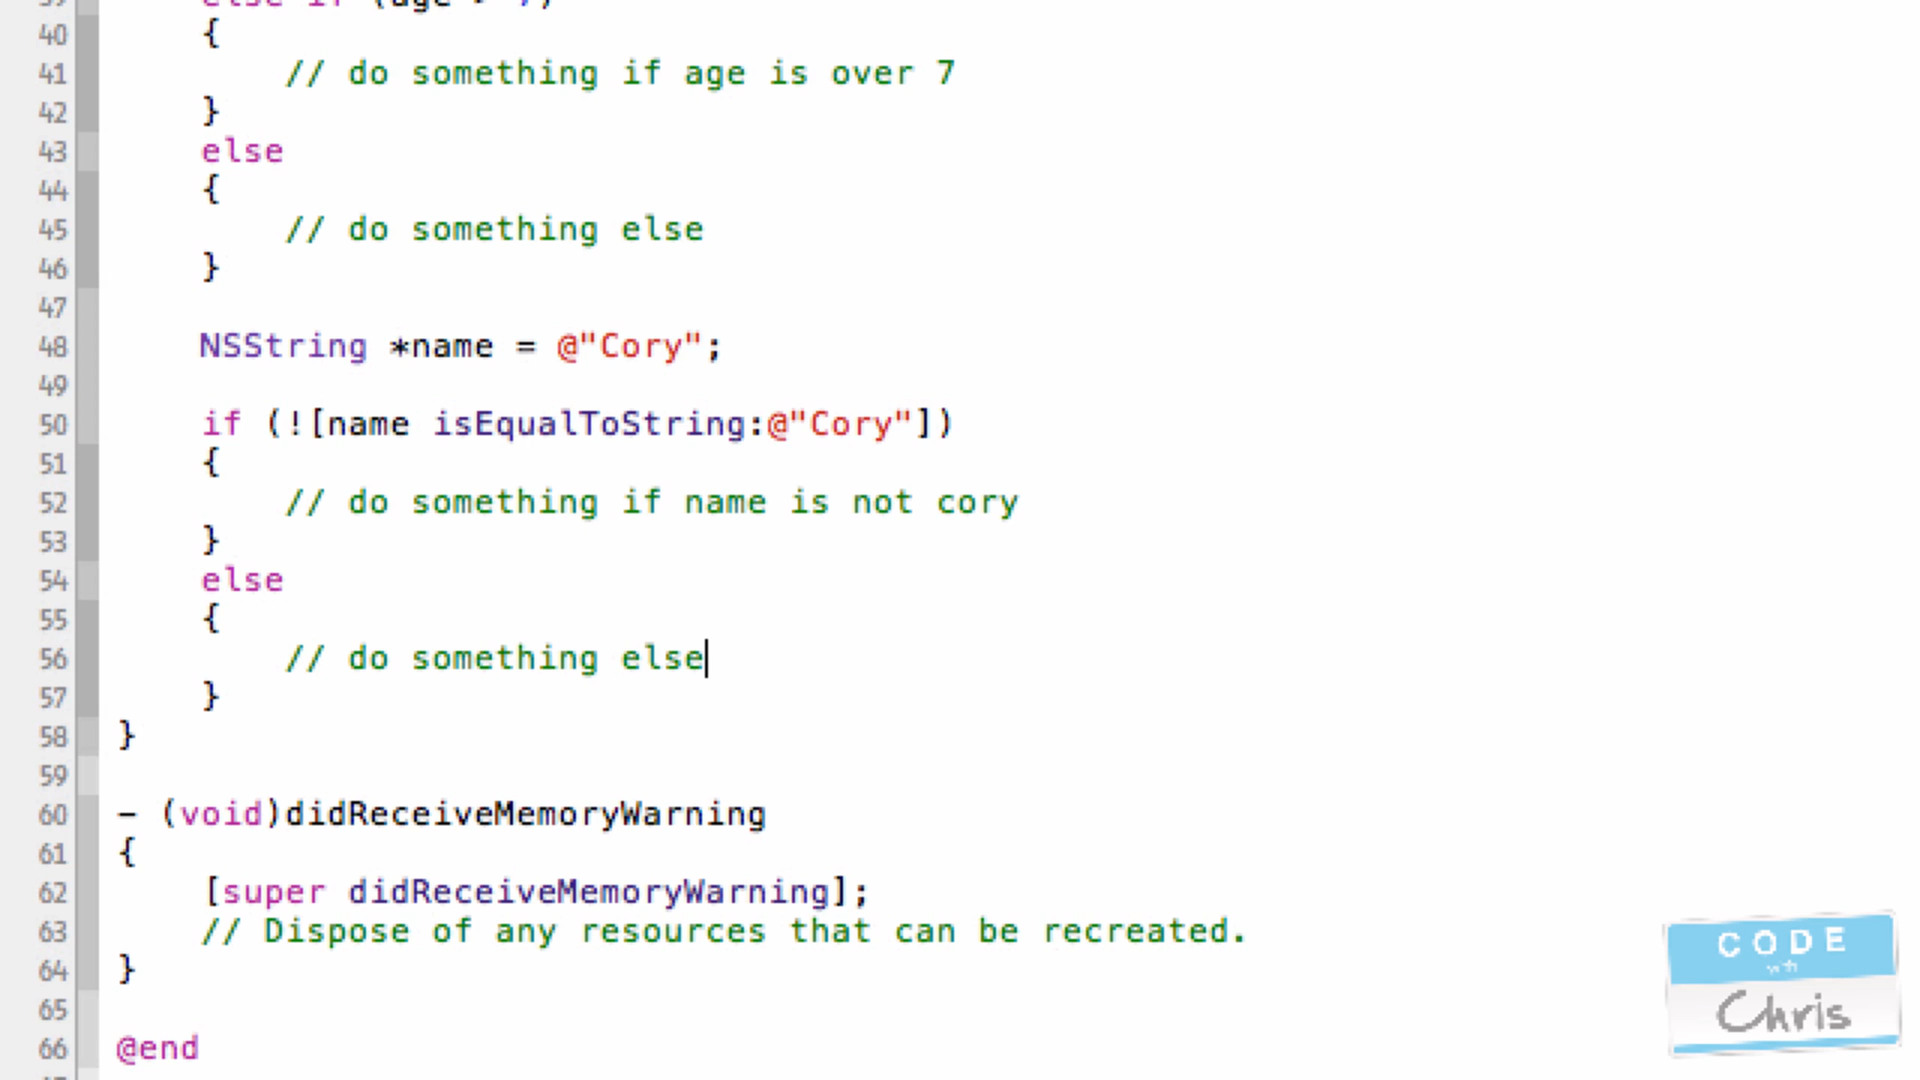 40 {
41 // do something if age is over 7
42 }
43 else
44 {
45 // do something else
46 }
47
48 NSString *name = @"Cory";
49
50 if (![name isEqualToString:@"Cory"])
51 {
52 // do something if name is not cory
53 }
54 else
55 {
56 // do something else
57 }
58 }
59
60 - (void)didReceiveMemoryWarning
61 {
62 [super didReceiveMemoryWarning];
63 // Dispose of any resources that can be recreated.
64 }
65
66 @end
CODE
with
Chris